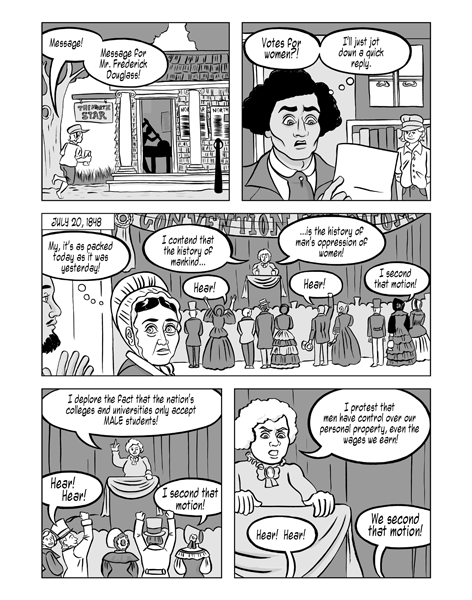 Message!
Message for
Mr. Frederick
Douglass!
THE NORTH
STAR
Votes for
women?!
I'll just jot
down a
quick
reply.
JULY 20, 1848
My, it's as packed
today as it was
yesterday!
CONVENTION
I contend that
the history of
mankind...
...is the history of
man's oppression of
women!
Hear!
Hear!
I second
that motion!
I deplore the fact that the nation's
colleges and universities only accept
MALE students!
Hear!
Hear!
I second that
motion!
I protest that
men have control over our
personal property, even the
wages we earn!
Hear! Hear!
We second
that motion!